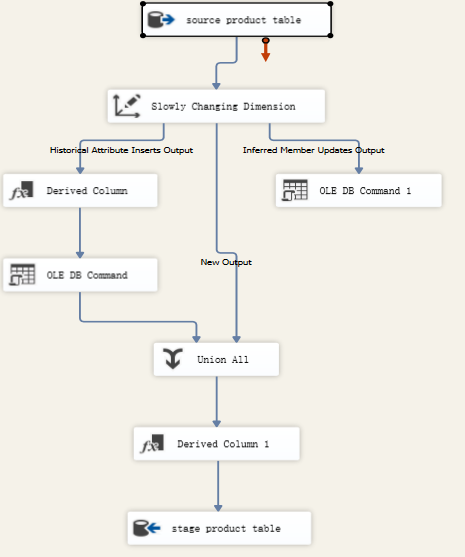 source product table
Slowly Changing Dimension
Historical Attribute Inserts Output
Inferred Member Updates Output
Derived Column
OLE DB Command 1
New Output
OLE DB Command
Union All
Derived Column 1
stage product table